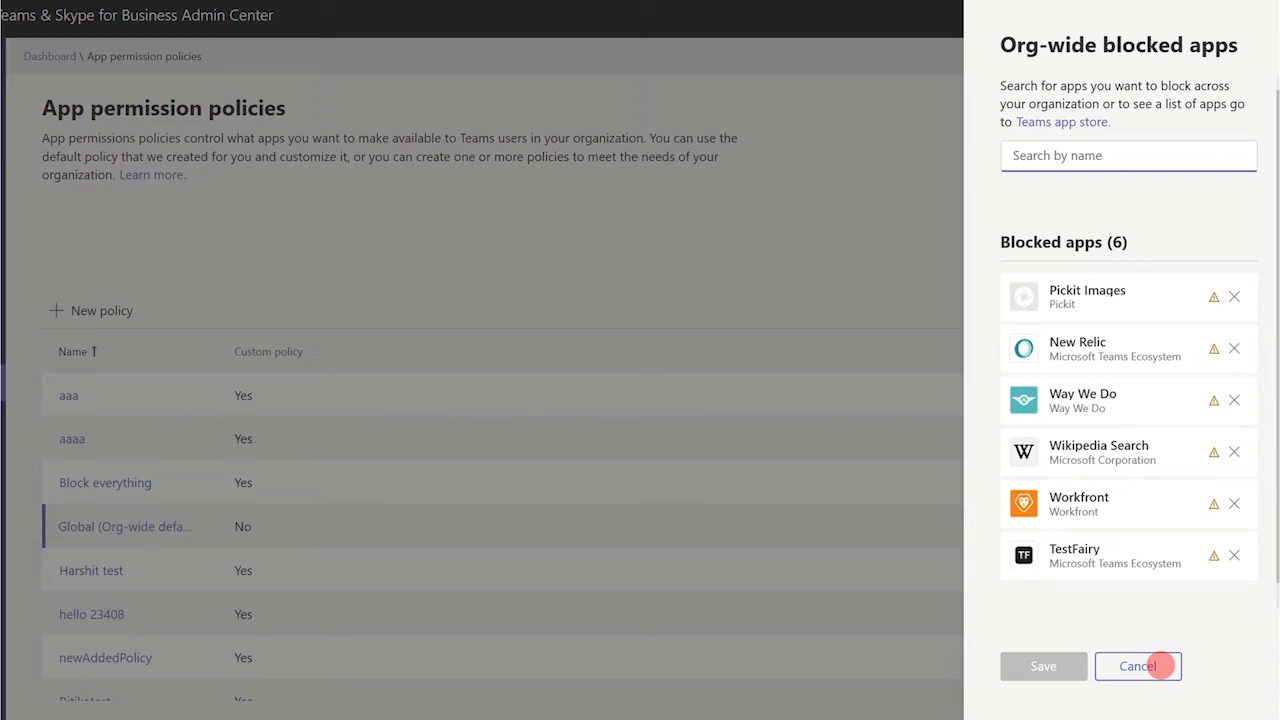 Teams & Skype for Business Admin Center
Dashboard \ App permission policies
App permission policies
App permissions policies control what apps you want to make available to Teams users in your organization. You can use the
default policy that we created for you and customize it, or you can create one or more policies to meet the needs of your
organization. Learn more.
New policy
Name ↑ Custom policy
aaa Yes
aaaa Yes
Block everything Yes
Global (Org-wide defa... No
Harshit test Yes
hello 23408 Yes
newAddedPolicy Yes
Org-wide blocked apps
Search for apps you want to block across
your organization or to see a list of apps go
to Teams app store.
Search by name
Blocked apps (6)
Pickit Images
Pickit
New Relic
Microsoft Teams Ecosystem
Way We Do
Way We Do
W
Wikipedia Search
Microsoft Corporation
Workfront
Workfront
TF
TestFairy
Microsoft Teams Ecosystem
Save Cancel